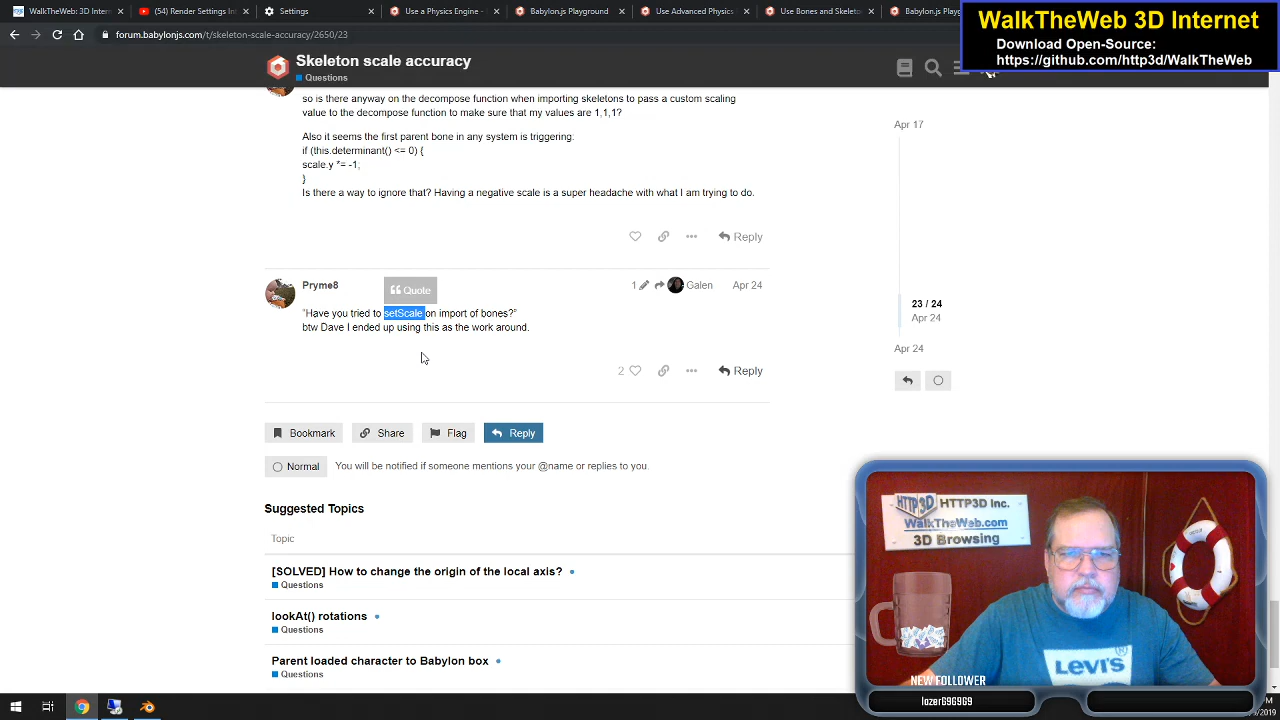 WalkTheWeb: 3D Intern
(54) Render Settings Int
Settings
Use a Physics Engine -
Babylon.js Playground
Use Advanced Physics
Use Bones and Skeleto
Babylon.js Play
WalkTheWeb 3D Internet
Download Open-Source:
https://github.com/http3d/WalkTheWeb
forum.babylonjs.com/t/skeleton-scale-accuracy/2650/23
Skeleton scale accuracy
Questions
so is there anyway on the decompose function when importing skeletons to pass a custom scaling
value to the decompose function to make sure that my values are 1,1,1?
Also it seems the first parent bone in any system is triggering:
if (this.determinant() <= 0) {
scale.y *= -1;
}
Is there a way to ignore that? Having a negative scale is a super headache with what I am trying to do.
Reply
Apr 17
23 / 24
Apr 24
Apr 24
Pryme8
Quote
1 Galen Apr 24
"Have you tried to setScale on import of bones?"
btw Dave I ended up using this as the work around.
2 Reply
Bookmark Share Flag Reply
Normal You will be notified if someone mentions your @name or replies to you.
Suggested Topics
Topic
[SOLVED] How to change the origin of the local axis?
Questions
lookAt() rotations
Questions
Parent loaded character to Babylon box
Questions
HTTP3D HTTP3D Inc.
WalkTheWeb.com
3D Browsing
LEVI'S
NEW FOLLOWER
lazer696969